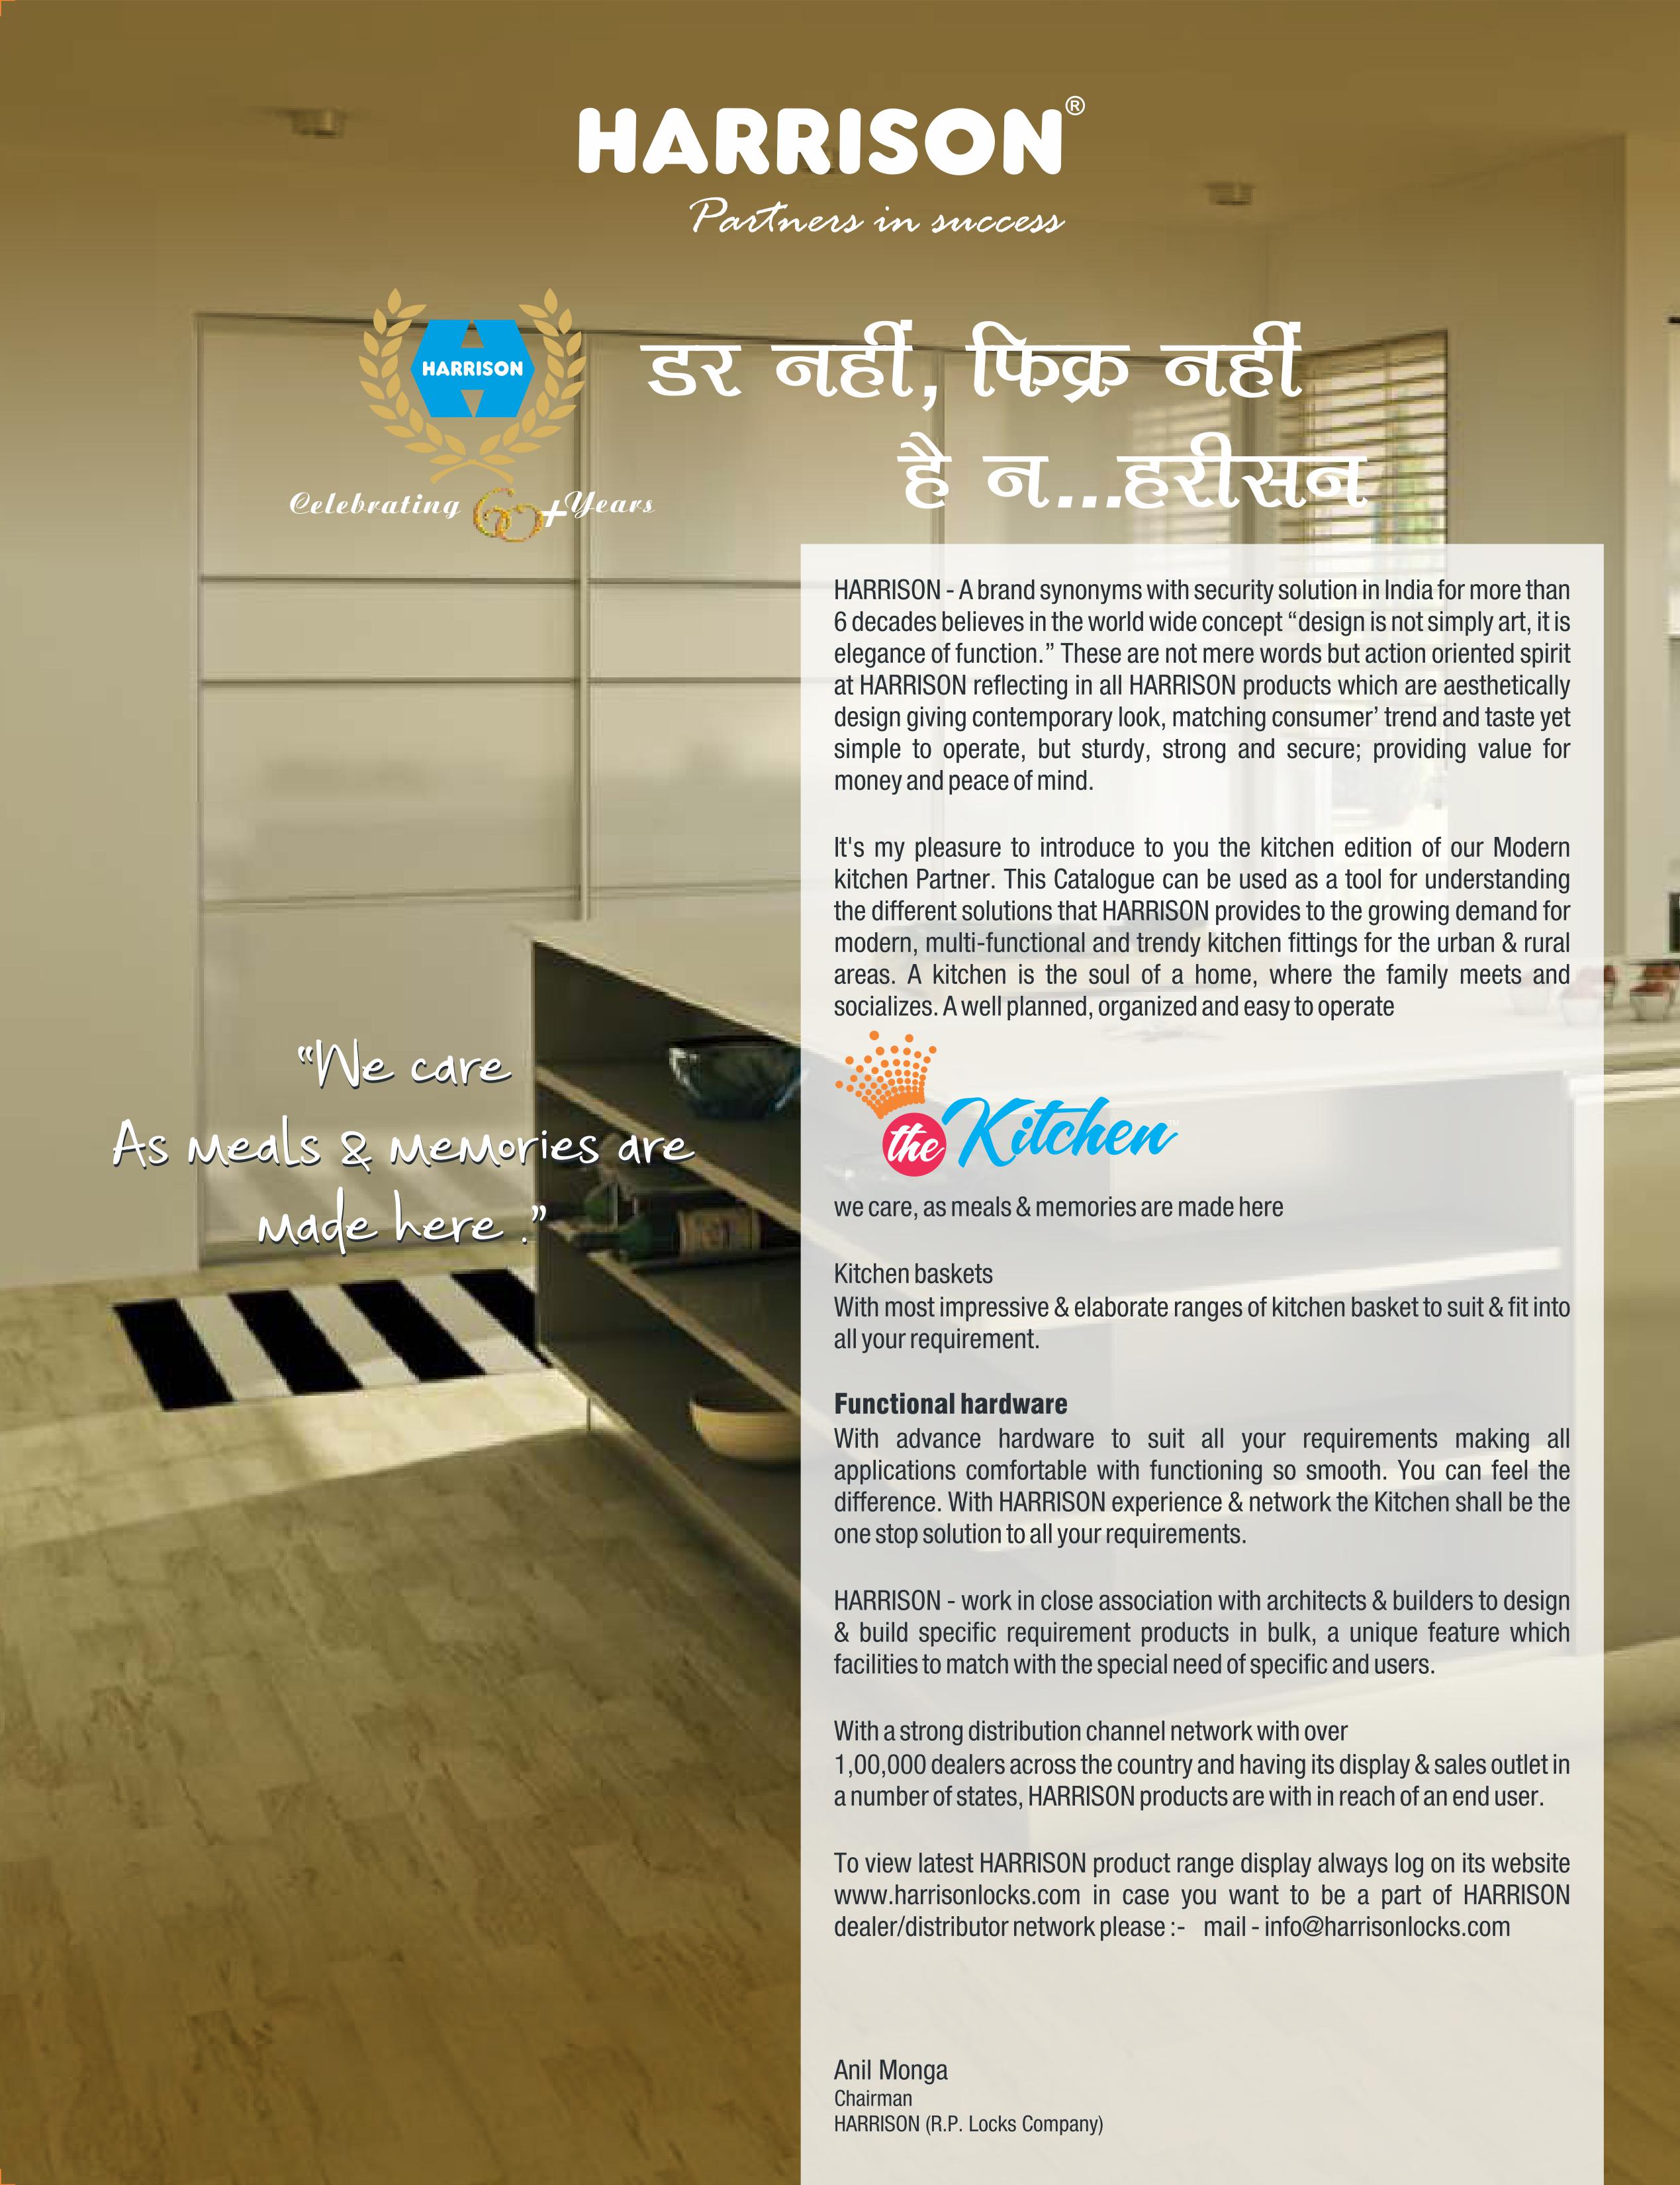 HARRISON®
Partners in success
HARRISON
Celebrating 60+Years
डर नहीं, फिक्र नहीं
है न...हरीसन
HARRISON - A brand synonyms with security solution in India for more than
6 decades believes in the world wide concept “design is not simply art, it is
elegance of function.” These are not mere words but action oriented spirit
at HARRISON reflecting in all HARRISON products which are aesthetically
design giving contemporary look, matching consumer’ trend and taste yet
simple to operate, but sturdy, strong and secure; providing value for
money and peace of mind.
It's my pleasure to introduce to you the kitchen edition of our Modern
kitchen Partner. This Catalogue can be used as a tool for understanding
the different solutions that HARRISON provides to the growing demand for
modern, multi-functional and trendy kitchen fittings for the urban & rural
areas. A kitchen is the soul of a home, where the family meets and
socializes. A well planned, organized and easy to operate
“We care
As meals & memories are
made here .”
the Kitchen™
we care, as meals & memories are made here
Kitchen baskets
With most impressive & elaborate ranges of kitchen basket to suit & fit into
all your requirement.
Functional hardware
With advance hardware to suit all your requirements making all
applications comfortable with functioning so smooth. You can feel the
difference. With HARRISON experience & network the Kitchen shall be the
one stop solution to all your requirements.
HARRISON - work in close association with architects & builders to design
& build specific requirement products in bulk, a unique feature which
facilities to match with the special need of specific and users.
With a strong distribution channel network with over
1,00,000 dealers across the country and having its display & sales outlet in
a number of states, HARRISON products are with in reach of an end user.
To view latest HARRISON product range display always log on its website
www.harrisonlocks.com in case you want to be a part of HARRISON
dealer/distributor network please :- mail - info@harrisonlocks.com
Anil Monga
Chairman
HARRISON (R.P. Locks Company)